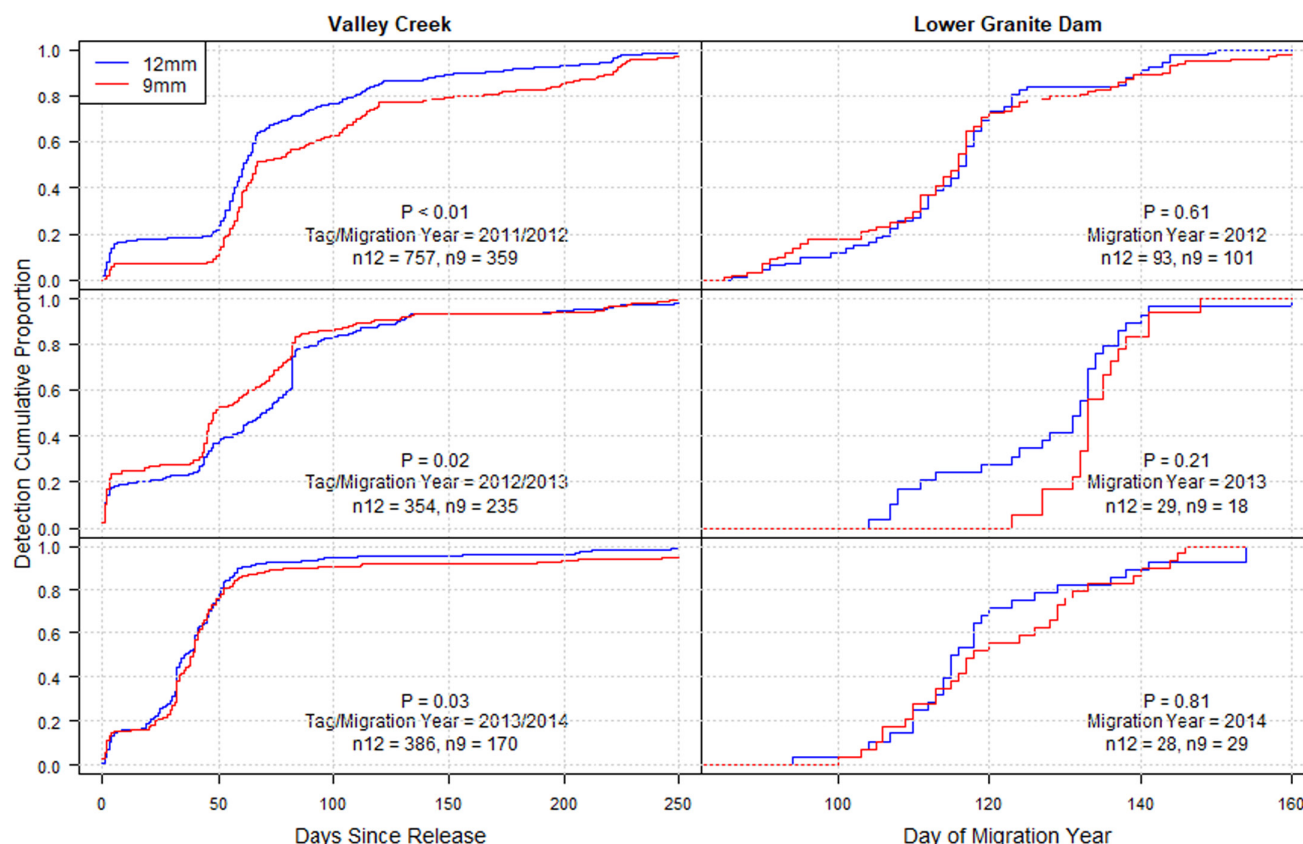 Valley Creek
Lower Granite Dam
12mm
9mm
Detection Cumulative Proportion
1.0
0.8
0.6
0.4
0.2
0.0
P < 0.01
Tag/Migration Year = 2011/2012
n12 = 757, n9 = 359
P = 0.61
Migration Year = 2012
n12 = 93, n9 = 101
1.0
0.8
0.6
0.4
0.2
0.0
P = 0.02
Tag/Migration Year = 2012/2013
n12 = 354, n9 = 235
P = 0.21
Migration Year = 2013
n12 = 29, n9 = 18
1.0
0.8
0.6
0.4
0.2
0.0
P = 0.03
Tag/Migration Year = 2013/2014
n12 = 386, n9 = 170
P = 0.81
Migration Year = 2014
n12 = 28, n9 = 29
0 50 100 150 200 250
100 120 140 160
Days Since Release
Day of Migration Year